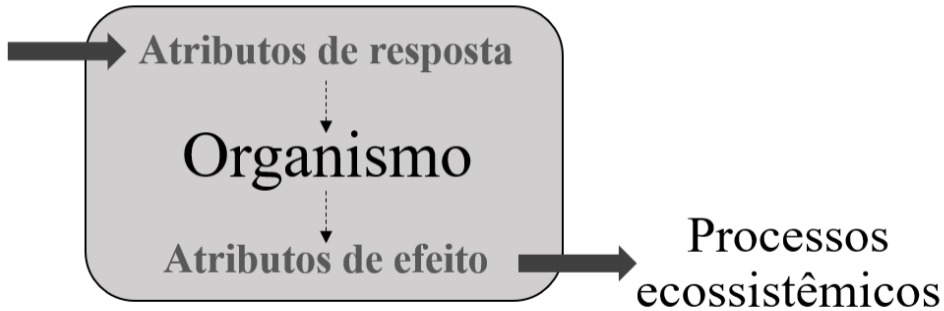 Atributos de resposta
Organismo
Atributos de efeito
Processos
ecossistêmicos